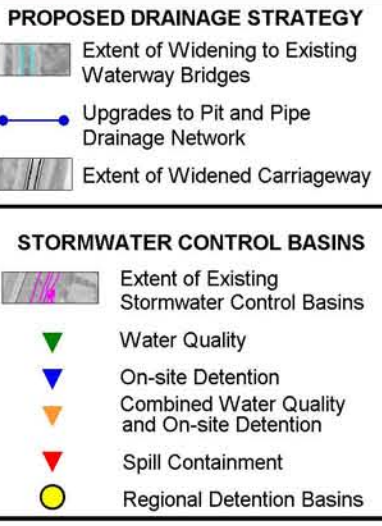 PROPOSED DRAINAGE STRATEGY
Extent of Widening to Existing
Waterway Bridges
Upgrades to Pit and Pipe
Drainage Network
Extent of Widened Carriageway
STORMWATER CONTROL BASINS
Extent of Existing
Stormwater Control Basins
Water Quality
On-site Detention
Combined Water Quality
and On-site Detention
Spill Containment
Regional Detention Basins